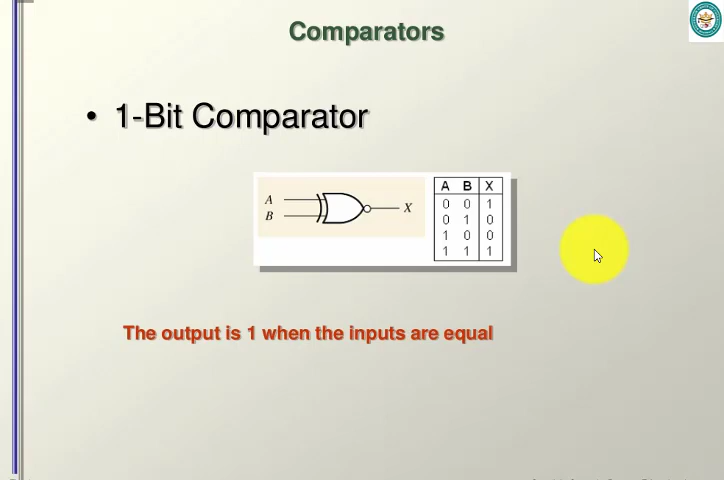 Comparators
• 1-Bit Comparator
A B X
A
B
X
0 0 1
0 1 0
1 0 0
1 1 1
The output is 1 when the inputs are equal